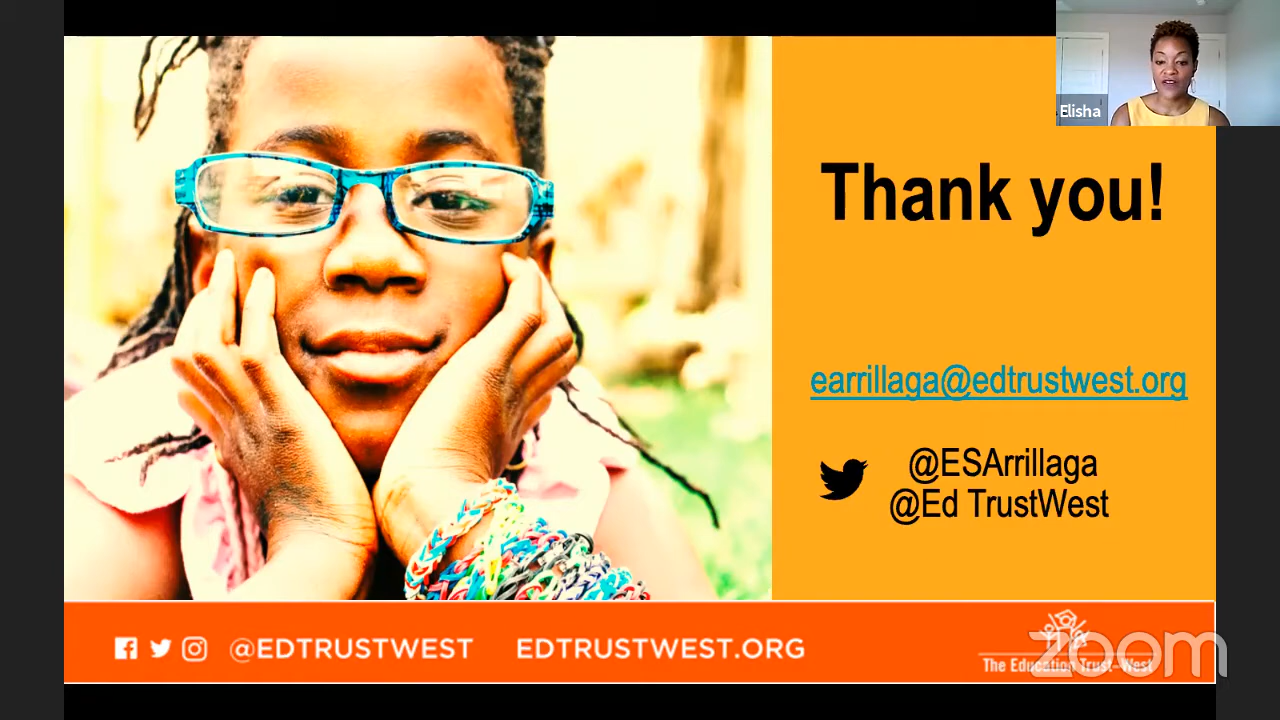 Elisha
Thank you!
earrillaga@edtrustwest.org
@ESArrillaga
@Ed TrustWest
@EDTRUSTWEST
EDTRUSTWEST.ORG
The Education Trust-West
zoom